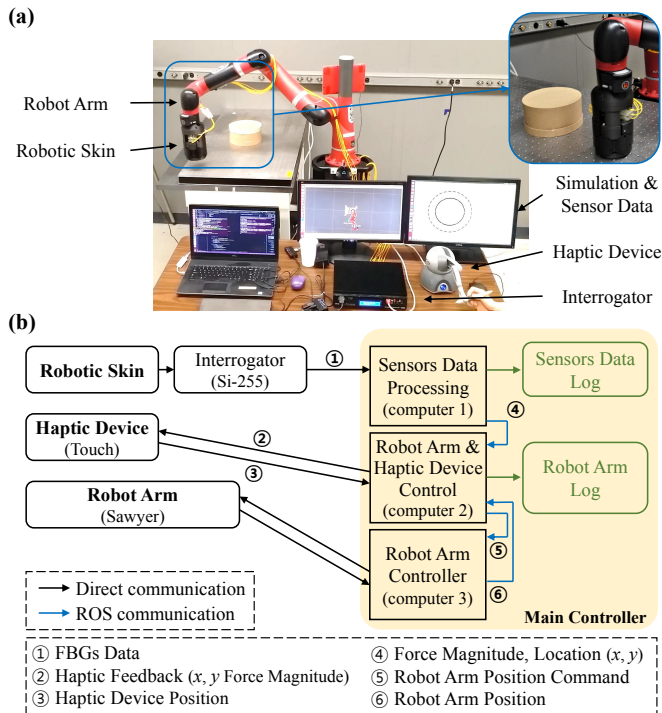 (a)
Robot Arm
Robotic Skin
Simulation &
Sensor Data
Haptic Device
Interrogator
(b)
Robotic Skin
Interrogator
(Si-255)
①
Sensors Data
Processing
(computer 1)
Sensors Data
Log
④
Haptic Device
(Touch)
②
③
Robot Arm &
Haptic Device
Control
(computer 2)
Robot Arm
Log
Robot Arm
(Sawyer)
⑤
Robot Arm
Controller
(computer 3)
⑥
Main Controller
Direct communication
ROS communication
① FBGs Data
② Haptic Feedback (x, y Force Magnitude)
③ Haptic Device Position
④ Force Magnitude, Location (x, y)
⑤ Robot Arm Position Command
⑥ Robot Arm Position